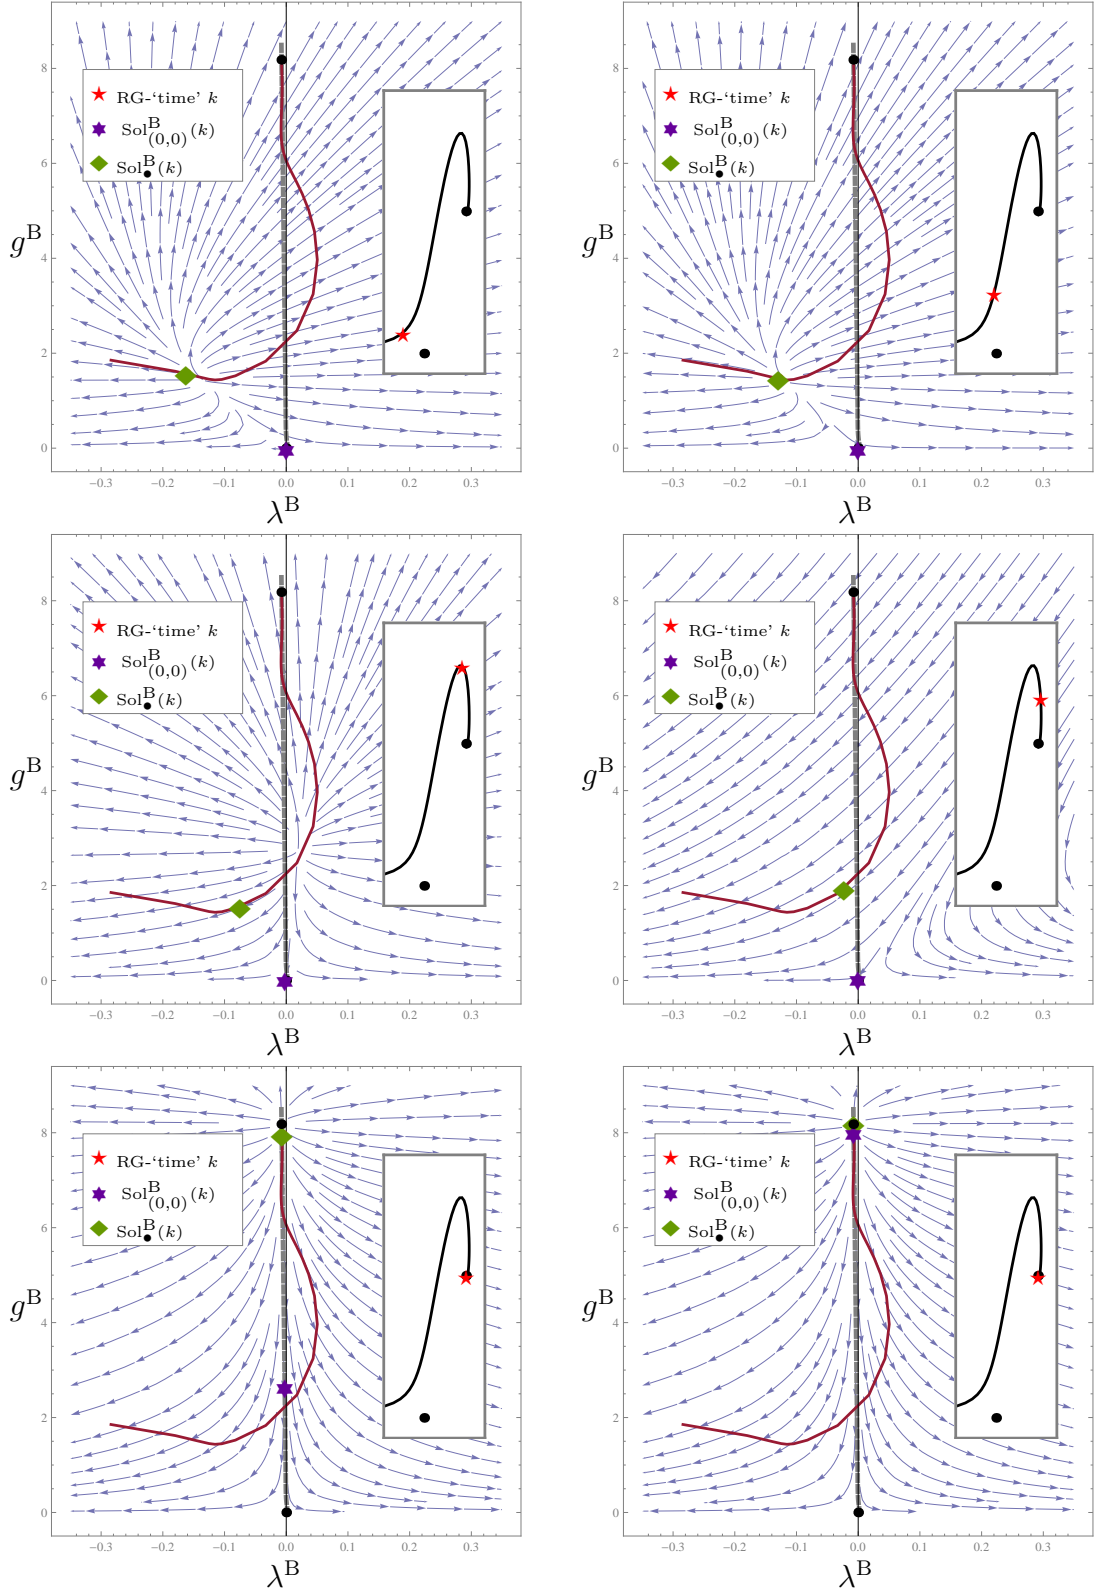 8
6
4
2
0
−0.3 −0.2 −0.1 0.0 0.1 0.2 0.3
g^B
λ^B
RG-‘time’ k
Sol^B_(0,0)(k)
Sol^B_●(k)
8
6
4
2
0
−0.3 −0.2 −0.1 0.0 0.1 0.2 0.3
g^B
λ^B
RG-‘time’ k
Sol^B_(0,0)(k)
Sol^B_●(k)
8
6
4
2
0
−0.3 −0.2 −0.1 0.0 0.1 0.2 0.3
g^B
λ^B
RG-‘time’ k
Sol^B_(0,0)(k)
Sol^B_●(k)
8
6
4
2
0
−0.3 −0.2 −0.1 0.0 0.1 0.2 0.3
g^B
λ^B
RG-‘time’ k
Sol^B_(0,0)(k)
Sol^B_●(k)
8
6
4
2
0
−0.3 −0.2 −0.1 0.0 0.1 0.2 0.3
g^B
λ^B
RG-‘time’ k
Sol^B_(0,0)(k)
Sol^B_●(k)
8
6
4
2
0
−0.3 −0.2 −0.1 0.0 0.1 0.2 0.3
g^B
λ^B
RG-‘time’ k
Sol^B_(0,0)(k)
Sol^B_●(k)